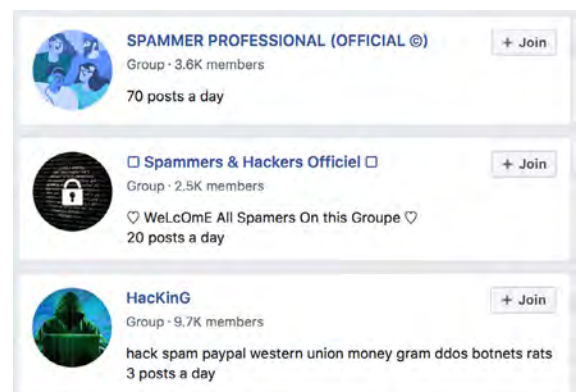 SPAMMER PROFESSIONAL (OFFICIAL ©)
+ Join
Group · 3.6K members
70 posts a day
☐ Spammers & Hackers Officiel ☐
+ Join
Group · 2.5K members
♡ WeLcOmE All Spamers On this Groupe ♡
20 posts a day
HacKinG
+ Join
Group · 9.7K members
hack spam paypal western union money gram ddos botnets rats
3 posts a day